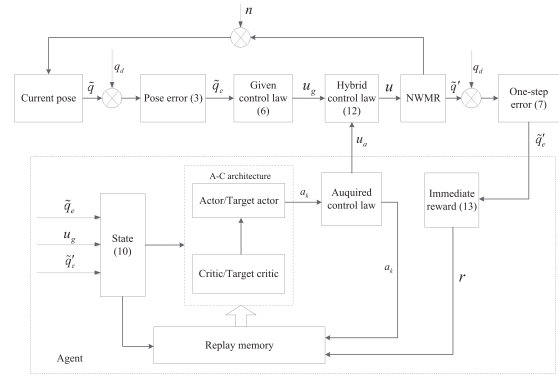 n
q_d
q̃
q̃_e
u_g
u
q̃′
q_d
Current pose
Pose error (3)
Given
control law
(6)
Hybrid
control law
(12)
NWMR
One-step
error (7)
u_a
q̃′_e
A-C architecture
Actor/Target actor
a_k
Auquired
control law
Immediate
reward (13)
q̃_e
u_g
q̃′_e
State
(10)
Critic/Target critic
a_k
r
Replay memory
Agent